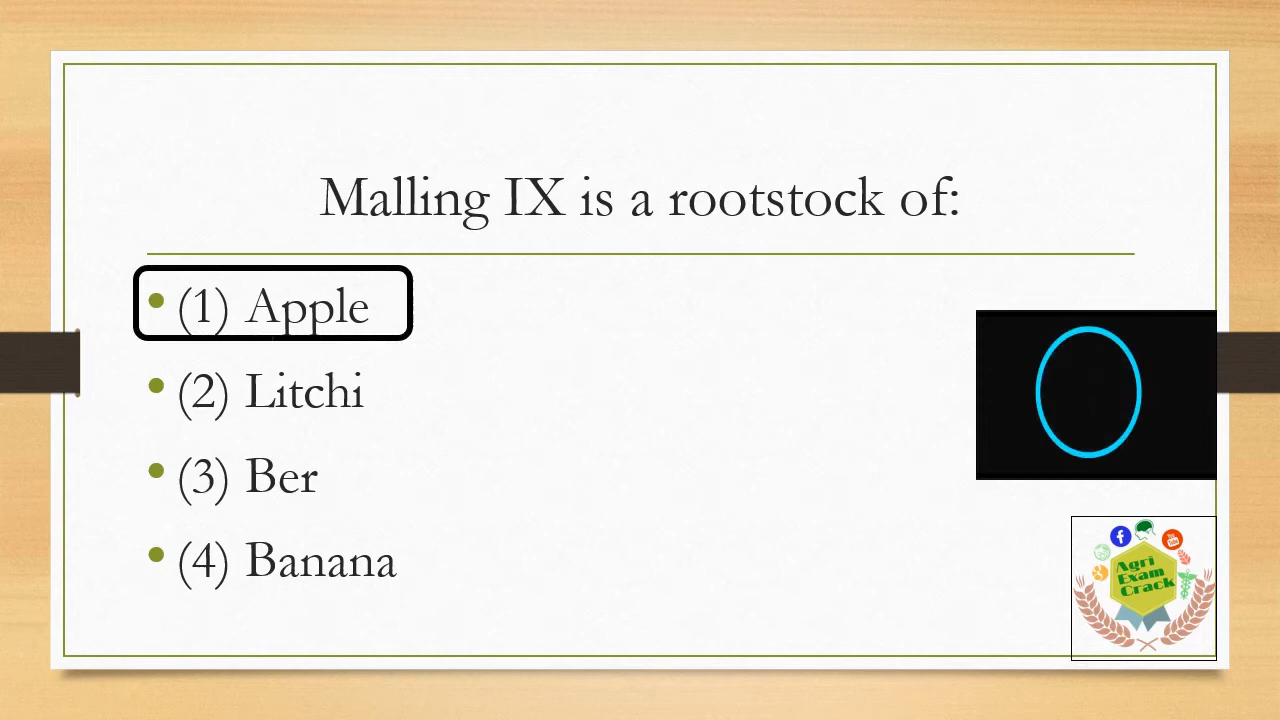 Malling IX is a rootstock of:
• (1) Apple
• (2) Litchi
• (3) Ber
• (4) Banana
Agri
Exam
Crack